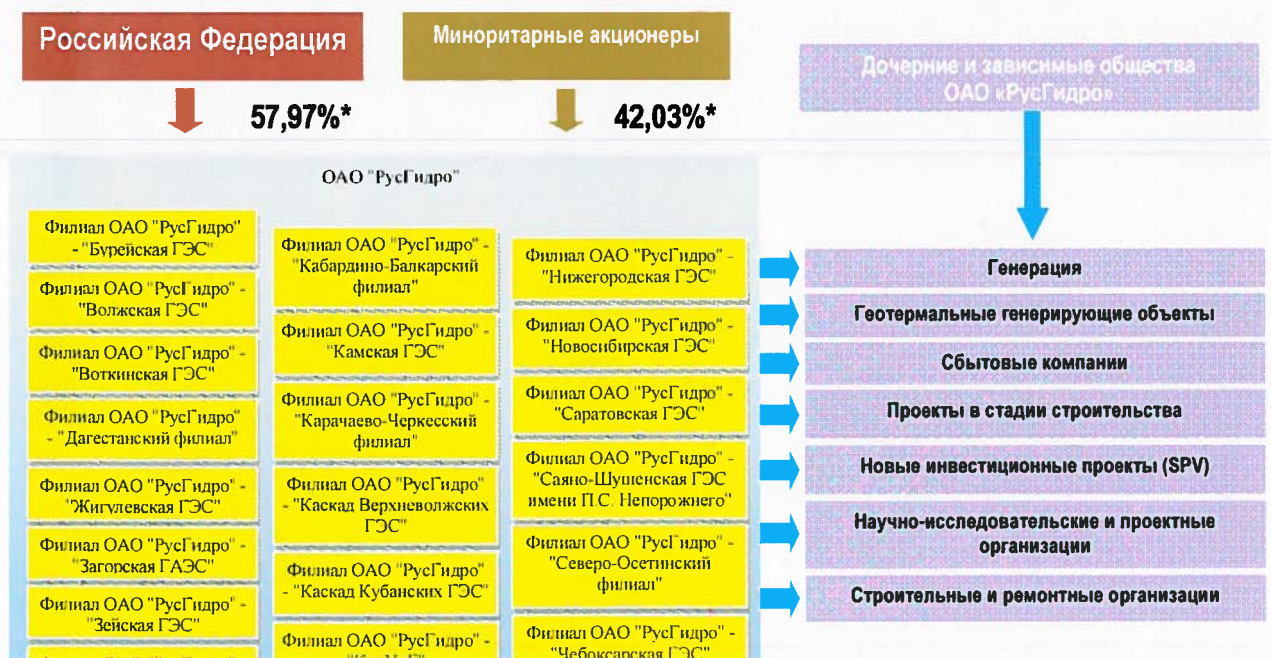 Российская Федерация
Миноритарные акционеры
Дочерние и зависимые общества
ОАО «РусГидро»
57,97%*
42,03%*
ОАО "РусГидро"
Филиал ОАО "РусГидро"
- "Бурейская ГЭС"
Филиал ОАО "РусГидро" -
"Волжская ГЭС"
Филиал ОАО "РусГидро" -
"Воткинская ГЭС"
Филиал ОАО "РусГидро"
- "Дагестанский филиал"
Филиал ОАО "РусГидро" -
"Жигулевская ГЭС"
Филиал ОАО "РусГидро" -
"Загорская ГАЭС"
Филиал ОАО "РусГидро" -
"Зейская ГЭС"
Филиал ОАО "РусГидро" -
"Кабардино-Балкарский
филиал"
Филиал ОАО "РусГидро" -
"Камская ГЭС"
Филиал ОАО "РусГидро" -
"Карачаево-Черкесский
филиал"
Филиал ОАО "РусГидро"
- "Каскад Верхневолжских
ГЭС"
Филиал ОАО "РусГидро"
- "Каскад Кубанских ГЭС"
Филиал ОАО "РусГидро" -
Филиал ОАО "РусГидро" -
"Нижегородская ГЭС"
Филиал ОАО "РусГидро" -
"Новосибирская ГЭС"
Филиал ОАО "РусГидро" -
"Саратовская ГЭС"
Филиал ОАО "РусГидро" -
"Саяно-Шушенская ГЭС
имени П.С. Непорожнего"
Филиал ОАО "РусГидро" -
"Северо-Осетинский
филиал"
Филиал ОАО "РусГидро" -
"Чебоксарская ГЭС"
Генерация
Геотермальные генерирующие объекты
Сбытовые компании
Проекты в стадии строительства
Новые инвестиционные проекты (SPV)
Научно-исследовательские и проектные
организации
Строительные и ремонтные организации